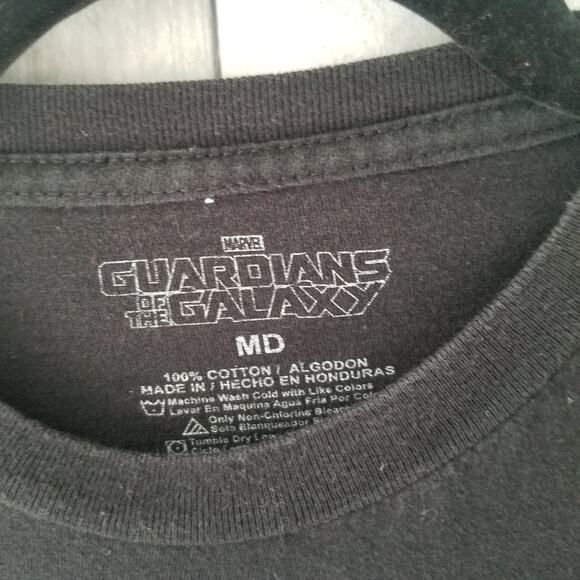 MARVEL
GUARDIANS
OF THE GALAXY
MD
100% COTTON / ALGODON
MADE IN / HECHO EN HONDURAS
Machine Wash Cold with Like Colors
Lavar En Maquina Agua Fria Por
Only Non-Chlorine
Solo Blanqueador
Tumble Dry Low